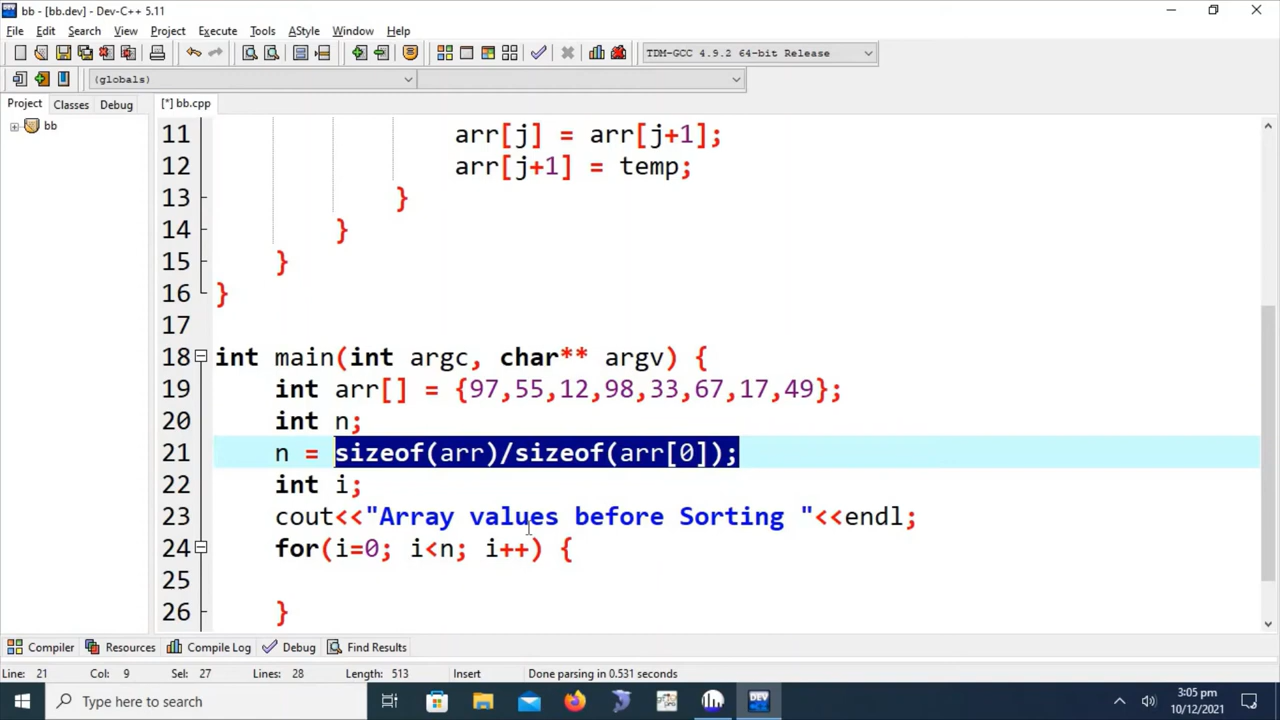 bb - [bb.dev] - Dev-C++ 5.11
File Edit Search View Project Execute Tools AStyle Window Help
TDM-GCC 4.9.2 64-bit Release
(globals)
Project Classes Debug [*] bb.cpp
bb
11 arr[j] = arr[j+1];
12 arr[j+1] = temp;
13 }
14 }
15 }
16 }
17
18 int main(int argc, char** argv) {
19 int arr[] = {97,55,12,98,33,67,17,49};
20 int n;
21 n = sizeof(arr)/sizeof(arr[0]);
22 int i;
23 cout<<"Array values before Sorting "<<endl;
24 for(i=0; i<n; i++) {
25
26 }
Compiler Resources Compile Log Debug Find Results
Line: 21 Col: 9 Sel: 27 Lines: 28 Length: 513 Insert Done parsing in 0.531 seconds
Type here to search
DEV
3:05 pm
10/12/2021